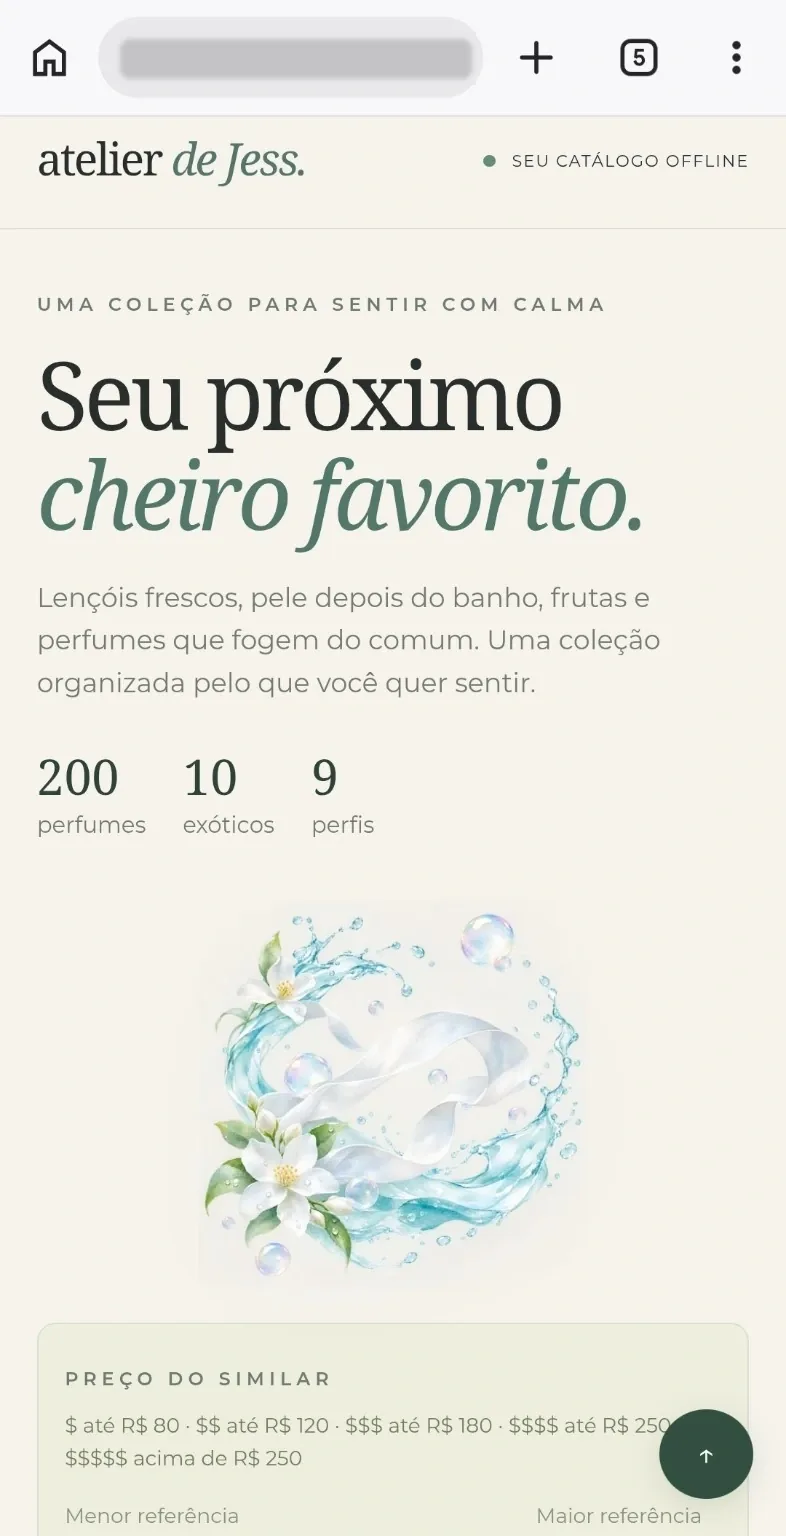 5
atelier de Jess.
SEU CATÁLOGO OFFLINE
UMA COLEÇÃO PARA SENTIR COM CALMA
Seu próximo
cheiro favorito.
Lençóis frescos, pele depois do banho, frutas e
perfumes que fogem do comum. Uma coleção
organizada pelo que você quer sentir.
200 10 9
perfumes exóticos perfis
PREÇO DO SIMILAR
$ até R$ 80 · $$ até R$ 120 · $$$ até R$ 180 · $$$$ até R$ 250
$$$$$ acima de R$ 250
Menor referência Maior referência